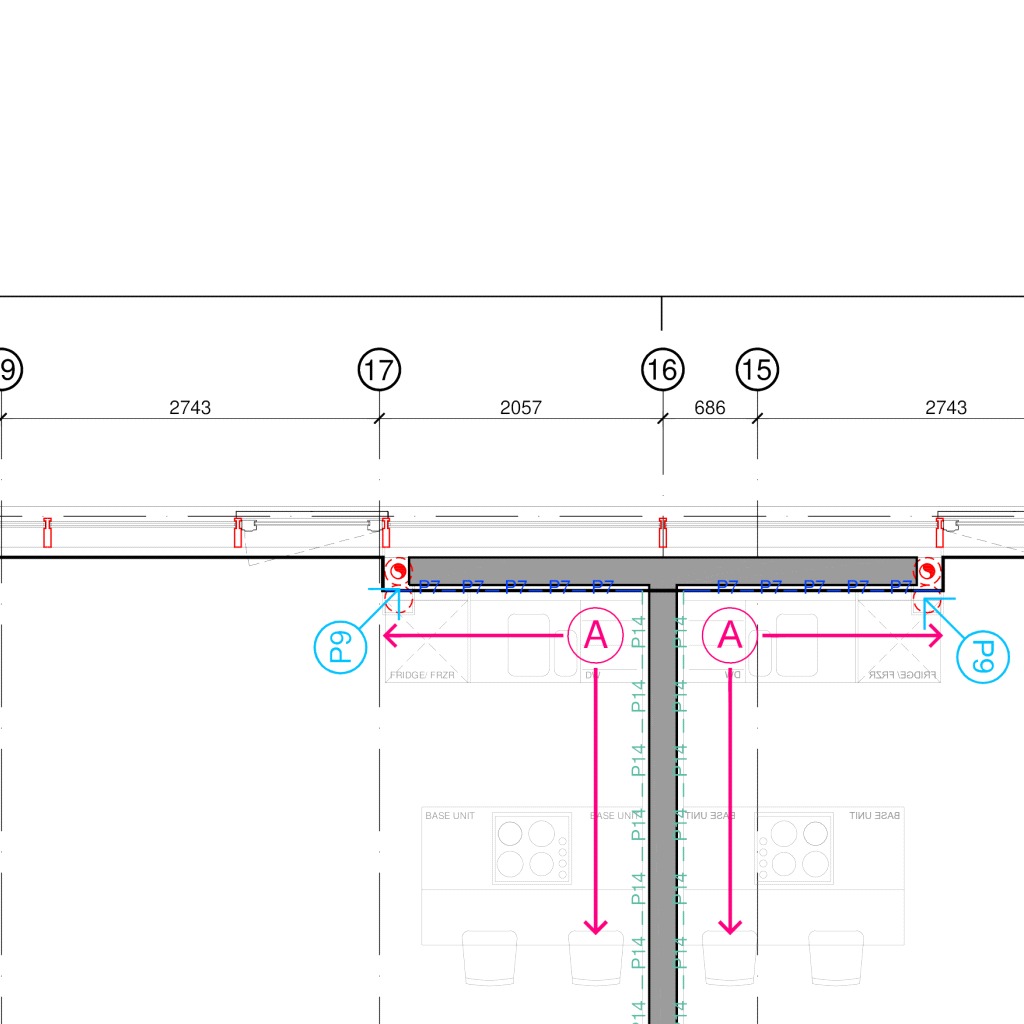 9
17
16
15
2743
2057
686
2743
P7 P7 P7 P7 P7
P7 P7 P7 P7 P7
P9
A
A
P9
P14
P14
FRIDGE/ FRZR
DW
DW
FRIDGE/ FRZR
P14
P14
P14
P14
BASE UNIT
BASE UNIT
BASE UNIT
BASE UNIT
P14
P14
P14
P14
P14
P14
P14
P14